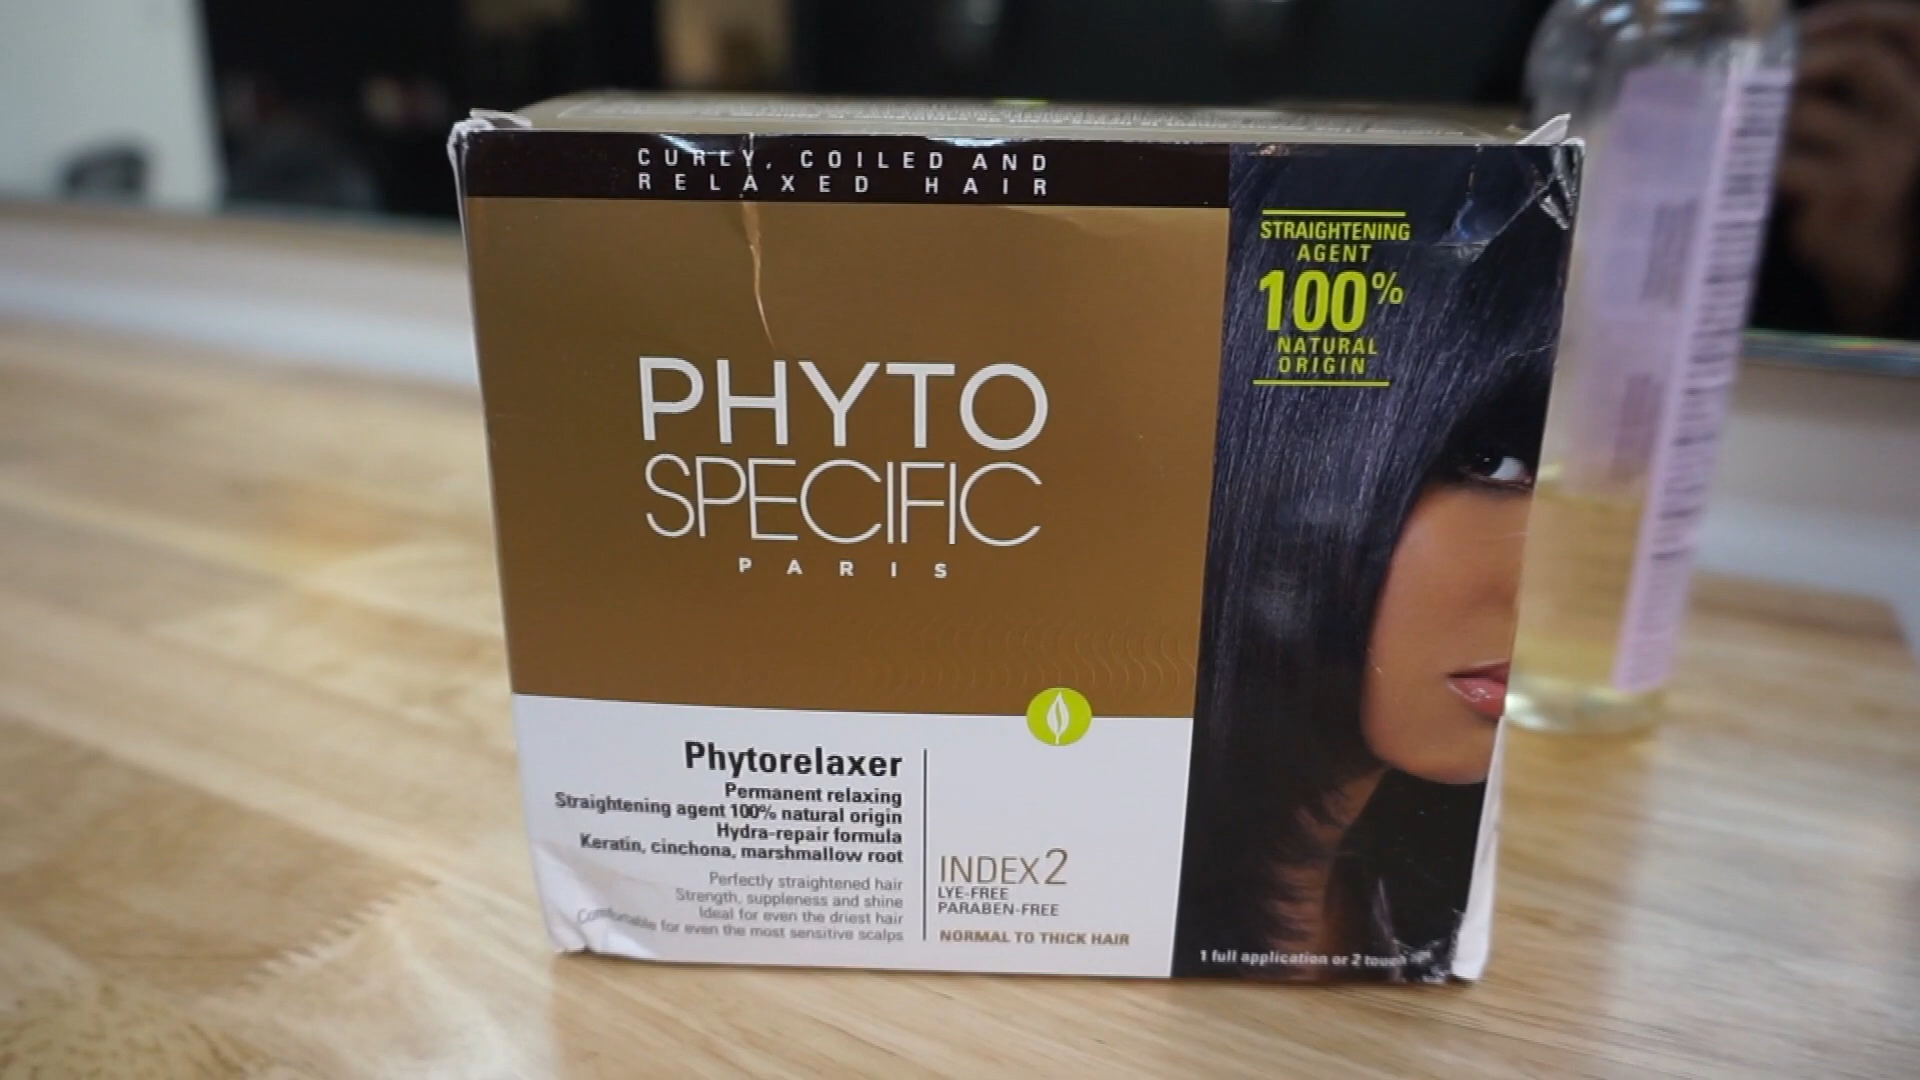 CURLY, COILED AND
RELAXED HAIR
STRAIGHTENING
AGENT
100%
NATURAL
ORIGIN
PHYTO
SPECIFIC
PARIS
Phytorelaxer
Permanent relaxing
Straightening agent 100% natural origin
Hydra-repair formula
Keratin, cinchona, marshmallow root
Perfectly straightened hair
Strength, suppleness and shine
Ideal for even the driest hair
Comfortable for even the most sensitive scalps
INDEX 2
LYE-FREE
PARABEN-FREE
NORMAL TO THICK HAIR
1 full application or 2 touch